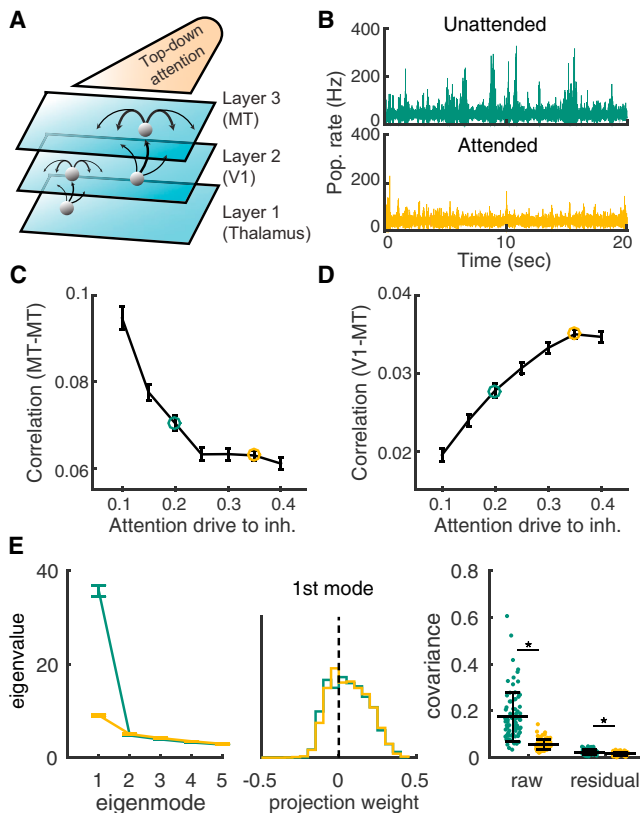 A
Top-down
attention
Layer 3
(MT)
Layer 2
(V1)
Layer 1
(Thalamus)
B
Unattended
400
200
0
Attended
400
200
0
Pop. rate (Hz)
0
10
20
Time (sec)
C
0.1
0.08
0.06
Correlation (MT-MT)
0.1
0.2
0.3
0.4
Attention drive to inh.
D
0.04
0.03
0.02
Correlation (V1-MT)
0.1
0.2
0.3
0.4
Attention drive to inh.
E
40
20
0
eigenvalue
1
2
3
4
5
eigenmode
1st mode
-0.5
0
0.5
projection weight
0.8
0.6
0.4
0.2
0
covariance
*
*
raw
residual